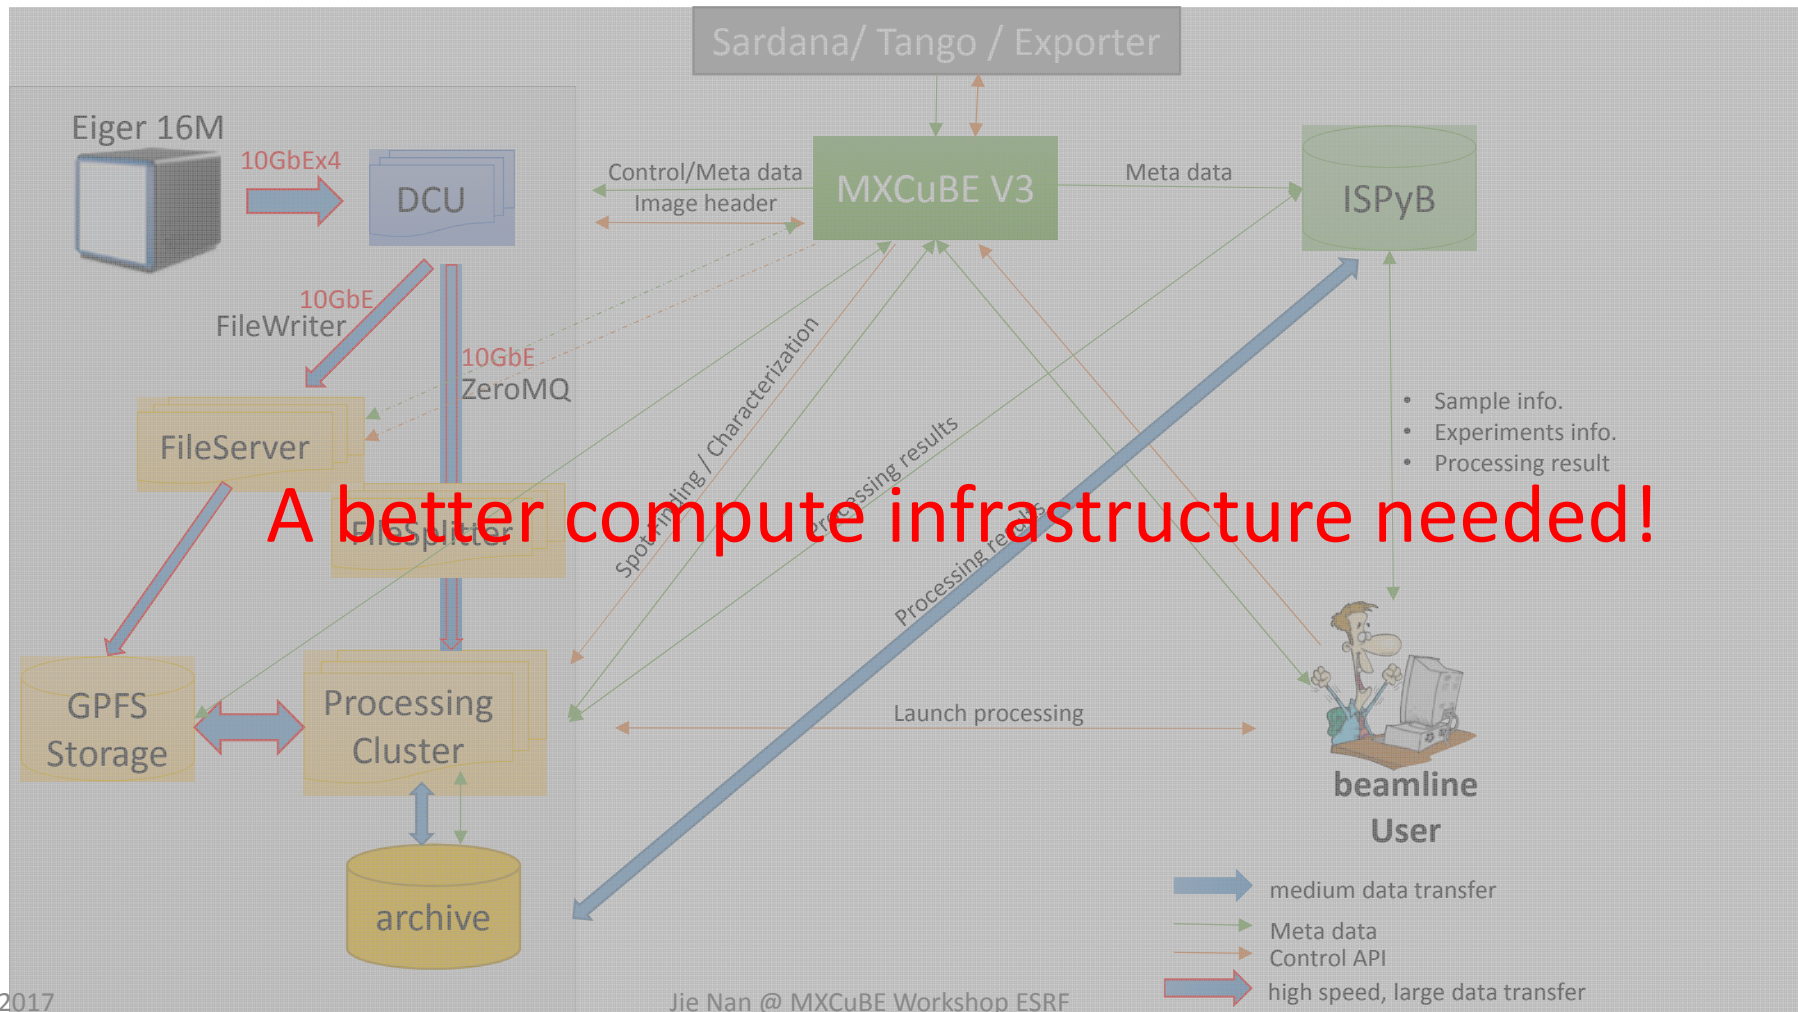 Sardana/ Tango / Exporter
Eiger 16M
10GbEx4
DCU
Control/Meta data
Image header
MXCuBE V3
Meta data
ISPyB
10GbE
FileWriter
10GbE
ZeroMQ
FileServer
FileSplitter
Spot Finding / Characterization
Processing results
Processing results
• Sample info.
• Experiments info.
• Processing result
A better compute infrastructure needed!
GPFS
Storage
Processing
Cluster
Launch processing
archive
beamline
User
medium data transfer
Meta data
Control API
high speed, large data transfer
2017
Jie Nan @ MXCuBE Workshop ESRF